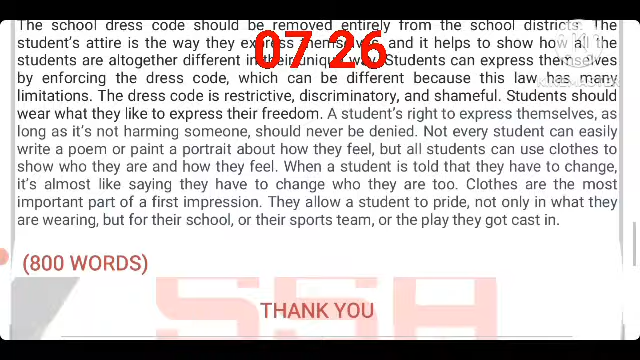 The school dress code should be removed entirely from the school districts. The
student's attire is the way they express themselves, and it helps to show how all the
students are altogether different in their unique way. Students can express themselves
by enforcing the dress code, which can be different because this law has many
limitations. The dress code is restrictive, discriminatory, and shameful. Students should
wear what they like to express their freedom. A student's right to express themselves, as
long as it's not harming someone, should never be denied. Not every student can easily
write a poem or paint a portrait about how they feel, but all students can use clothes to
show who they are and how they feel. When a student is told that they have to change,
it's almost like saying they have to change who they are too. Clothes are the most
important part of a first impression. They allow a student to pride, not only in what they
are wearing, but for their school, or their sports team, or the play they got cast in.
07 26
(800 WORDS)
SSA
THANK YOU